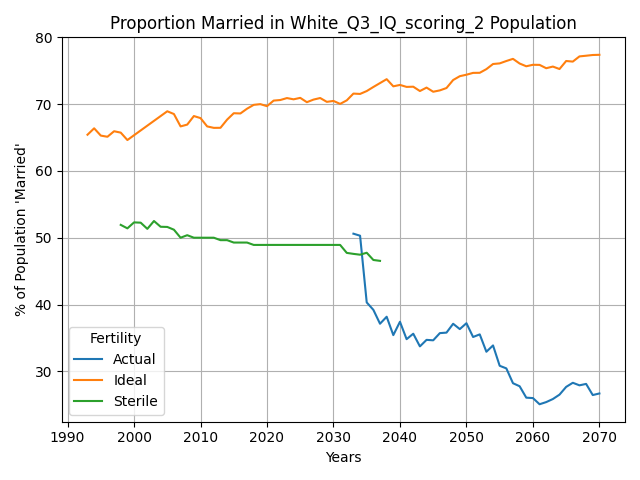 Proportion Married in White_Q3_IQ_scoring_2 Population
% of Population 'Married'
80
70
60
50
40
30
Fertility
Actual
Ideal
Sterile
1990 2000 2010 2020 2030 2040 2050 2060 2070
Years